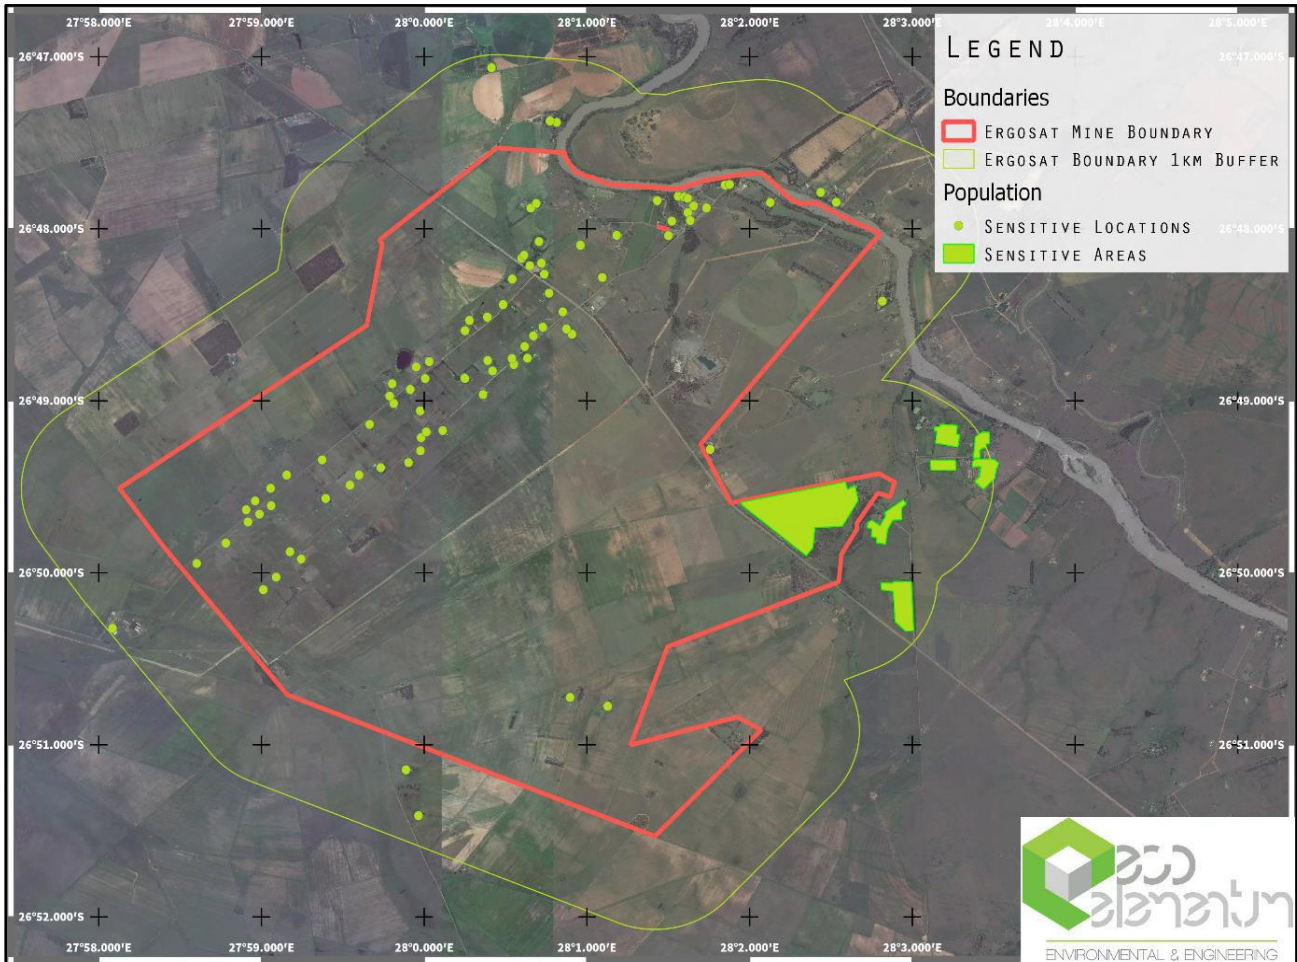 27°58.000'E 27°59.000'E 28°0.000'E 28°1.000'E 28°2.000'E 28°3.000'E 28°4.000'E 28°5.000'E
26°47.000'S 26°47.000'S
LEGEND
Boundaries
ERGOSAT MINE BOUNDARY
ERGOSAT BOUNDARY 1KM BUFFER
Population
SENSITIVE LOCATIONS
26°48.000'S 26°48.000'S
SENSITIVE AREAS
26°49.000'S 26°49.000'S
26°50.000'S 26°50.000'S
26°51.000'S 26°51.000'S
eco
elementum
26°52.000'S
27°58.000'E 27°59.000'E 28°0.000'E 28°1.000'E 28°2.000'E 28°3.000'E
ENVIRONMENTAL & ENGINEERING